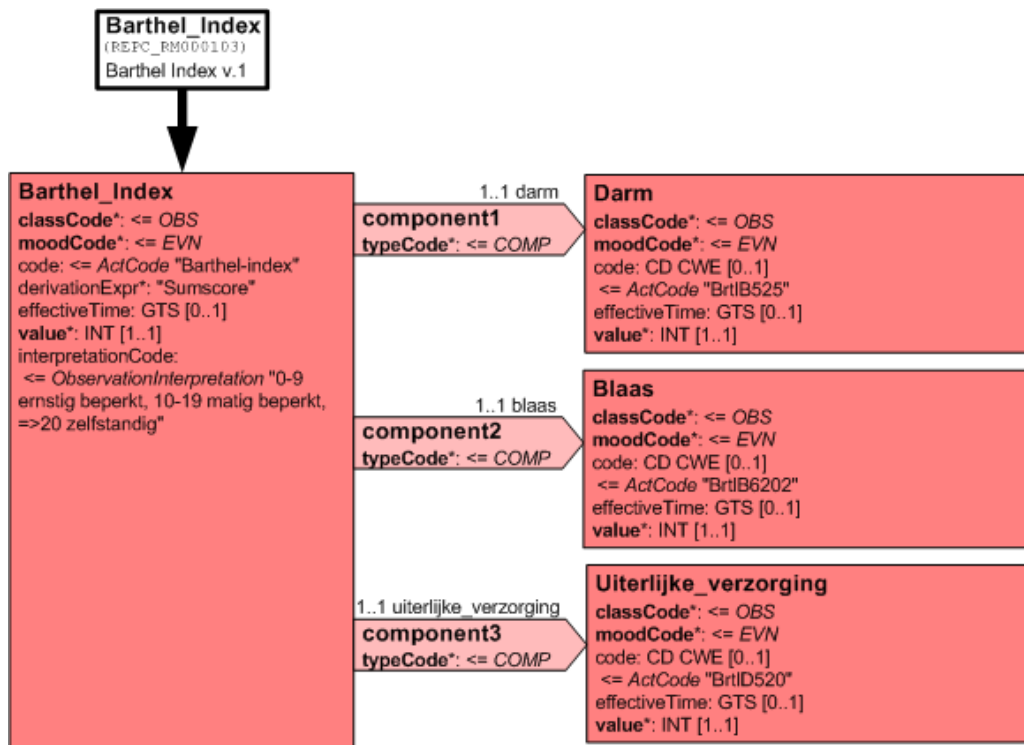 Barthel_Index
(REPC_RM000103)
Barthel Index v.1
Barthel_Index
classCode*: <= OBS
moodCode*: <= EVN
code: <= ActCode "Barthel-index"
derivationExpr*: "Sumscore"
effectiveTime: GTS [0..1]
value*: INT [1..1]
interpretationCode:
<= ObservationInterpretation "0-9
ernstig beperkt, 10-19 matig beperkt,
=>20 zelfstandig"
1..1 darm
component1
typeCode*: <= COMP
Darm
classCode*: <= OBS
moodCode*: <= EVN
code: CD CWE [0..1]
<= ActCode "BrtIB525"
effectiveTime: GTS [0..1]
value*: INT [1..1]
1..1 blaas
component2
typeCode*: <= COMP
Blaas
classCode*: <= OBS
moodCode*: <= EVN
code: CD CWE [0..1]
<= ActCode "BrtIB6202"
effectiveTime: GTS [0..1]
value*: INT [1..1]
1..1 uiterlijke_verzorging
component3
typeCode*: <= COMP
Uiterlijke_verzorging
classCode*: <= OBS
moodCode*: <= EVN
code: CD CWE [0..1]
<= ActCode "BrtID520"
effectiveTime: GTS [0..1]
value*: INT [1..1]